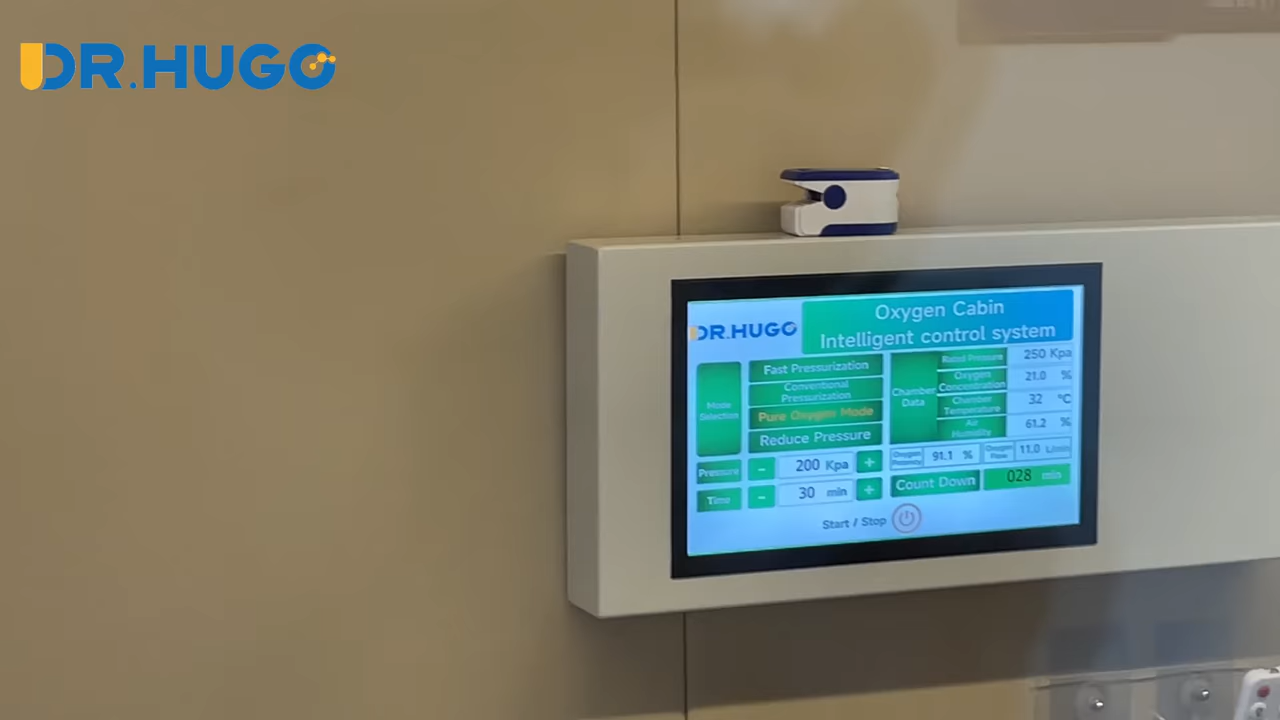 DR.HUGO
DR.HUGO
Oxygen Cabin
Intelligent control system
Mode
Selection
Fast Pressurization
Conventional
Pressurization
Pure Oxygen Mode
Reduce Pressure
Chamber
Data
Rated Pressure
250 Kpa
Oxygen
Concentration
21.0 %
Chamber
Temperature
32 °C
Air
Humidity
61.2 %
Pressure
- 200 Kpa +
Oxygen
91.1 %
Oxygen
Flow
11.0 L/min
Time
- 30 min +
Count Down
028 min
Start / Stop